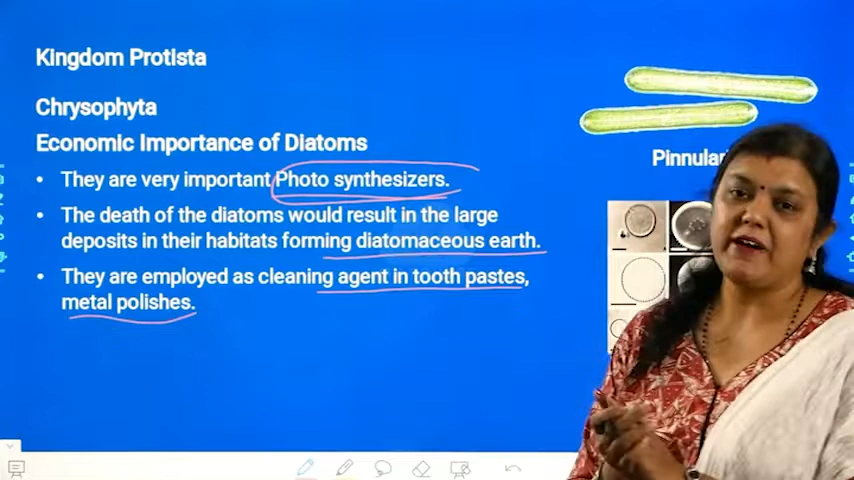 Kingdom Protista
Chrysophyta
Economic Importance of Diatoms
• They are very important Photo synthesizers.
• The death of the diatoms would result in the large
deposits in their habitats forming diatomaceous earth.
• They are employed as cleaning agent in tooth pastes,
metal polishes.